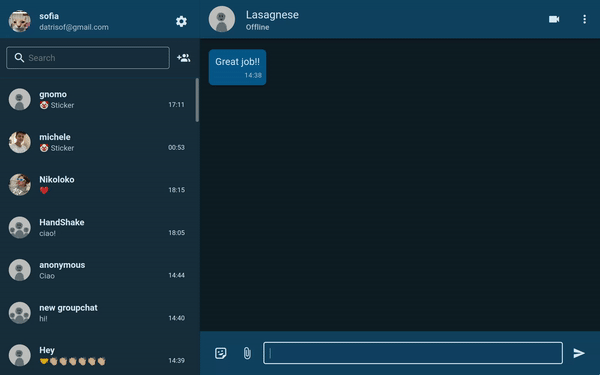 sofia
datrisof@gmail.com
Search
gnomo
🤡 Sticker
17:11
michele
🤡 Sticker
00:53
Nikoloko
❤️
18:15
HandShake
ciao!
18:05
anonymous
Ciao
14:44
new groupchat
hi!
14:40
Hey
14:39
Lasagnese
Offline
Great job!!
14:38